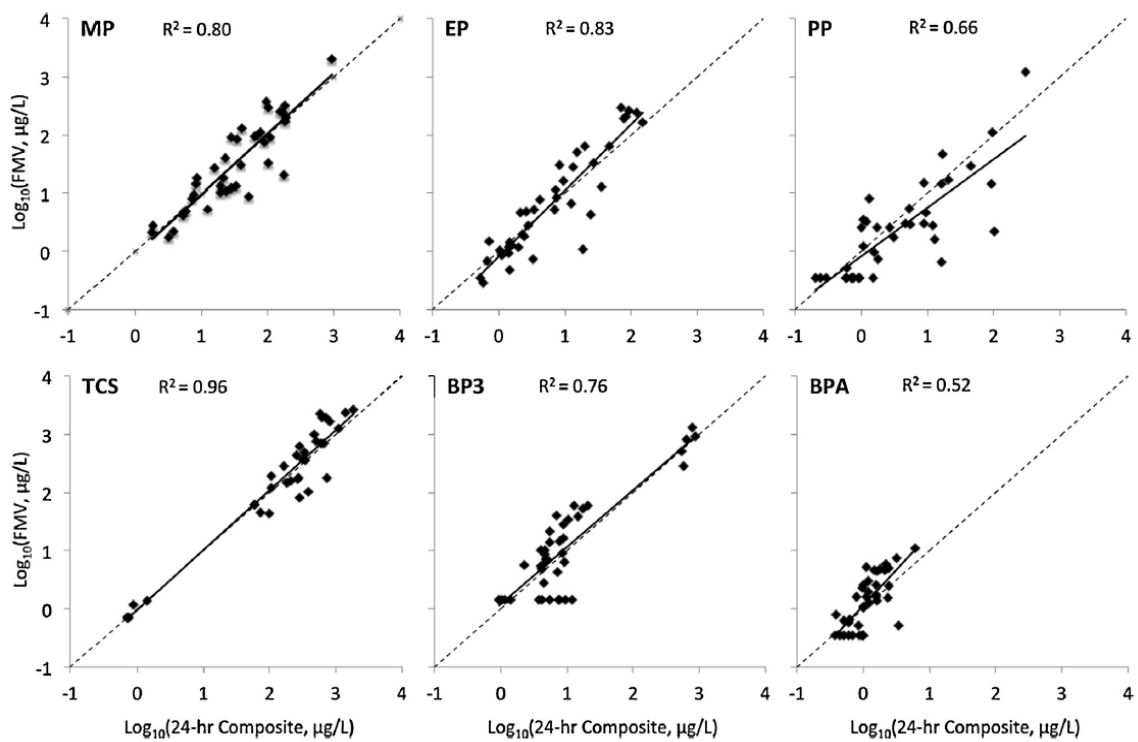 MP R² = 0.80
EP R² = 0.83
PP R² = 0.66
Log₁₀(FMV, µg/L)
4
3
2
1
0
-1
-1 0 1 2 3 4
-1 0 1 2 3 4
-1 0 1 2 3 4
TCS R² = 0.96
BP3 R² = 0.76
BPA R² = 0.52
Log₁₀(FMV, µg/L)
4
3
2
1
0
-1
-1 0 1 2 3 4
-1 0 1 2 3 4
-1 0 1 2 3 4
Log₁₀(24-hr Composite, µg/L)
Log₁₀(24-hr Composite, µg/L)
Log₁₀(24-hr Composite, µg/L)